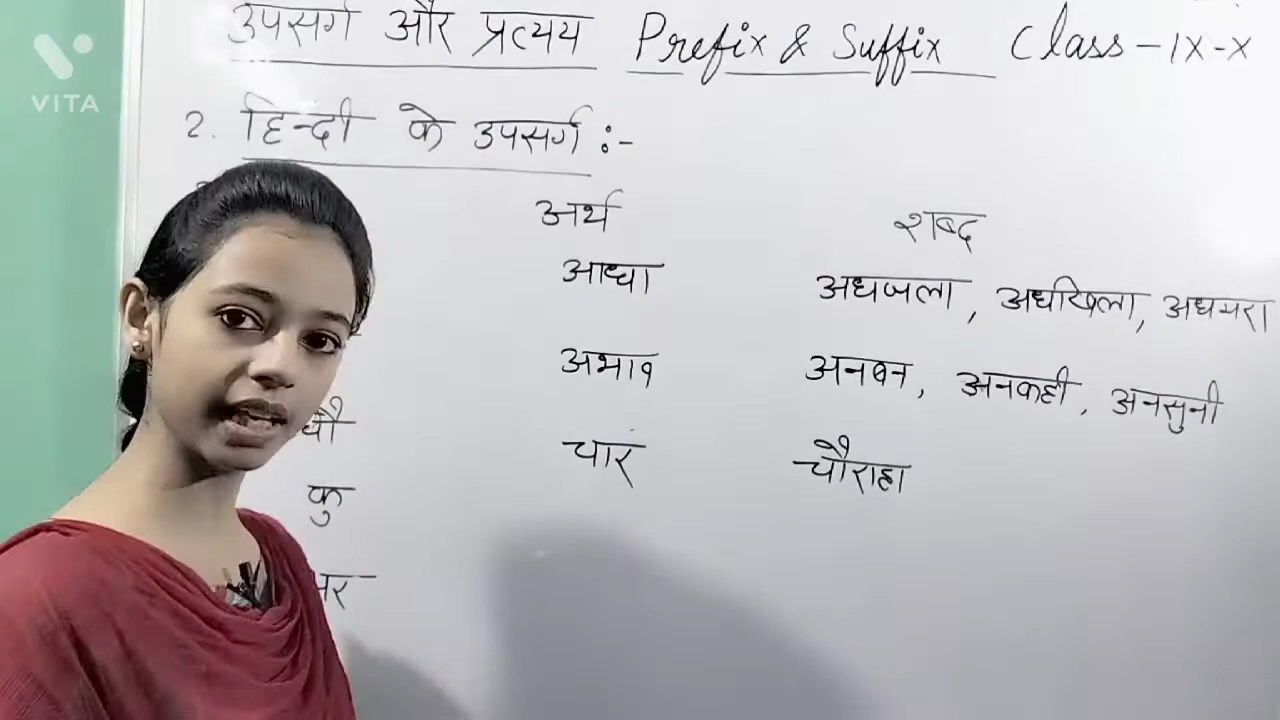 उपसर्ग और प्रत्यय Prefix & Suffix Class - IX - X
VITA
2. हिन्दी के उपसर्ग :-
अर्थ शब्द
आधा अधजला, अधखिला, अधमरा
अभाव अनबन, अनकही, अनसुनी
चौ चार चौराहा
कु